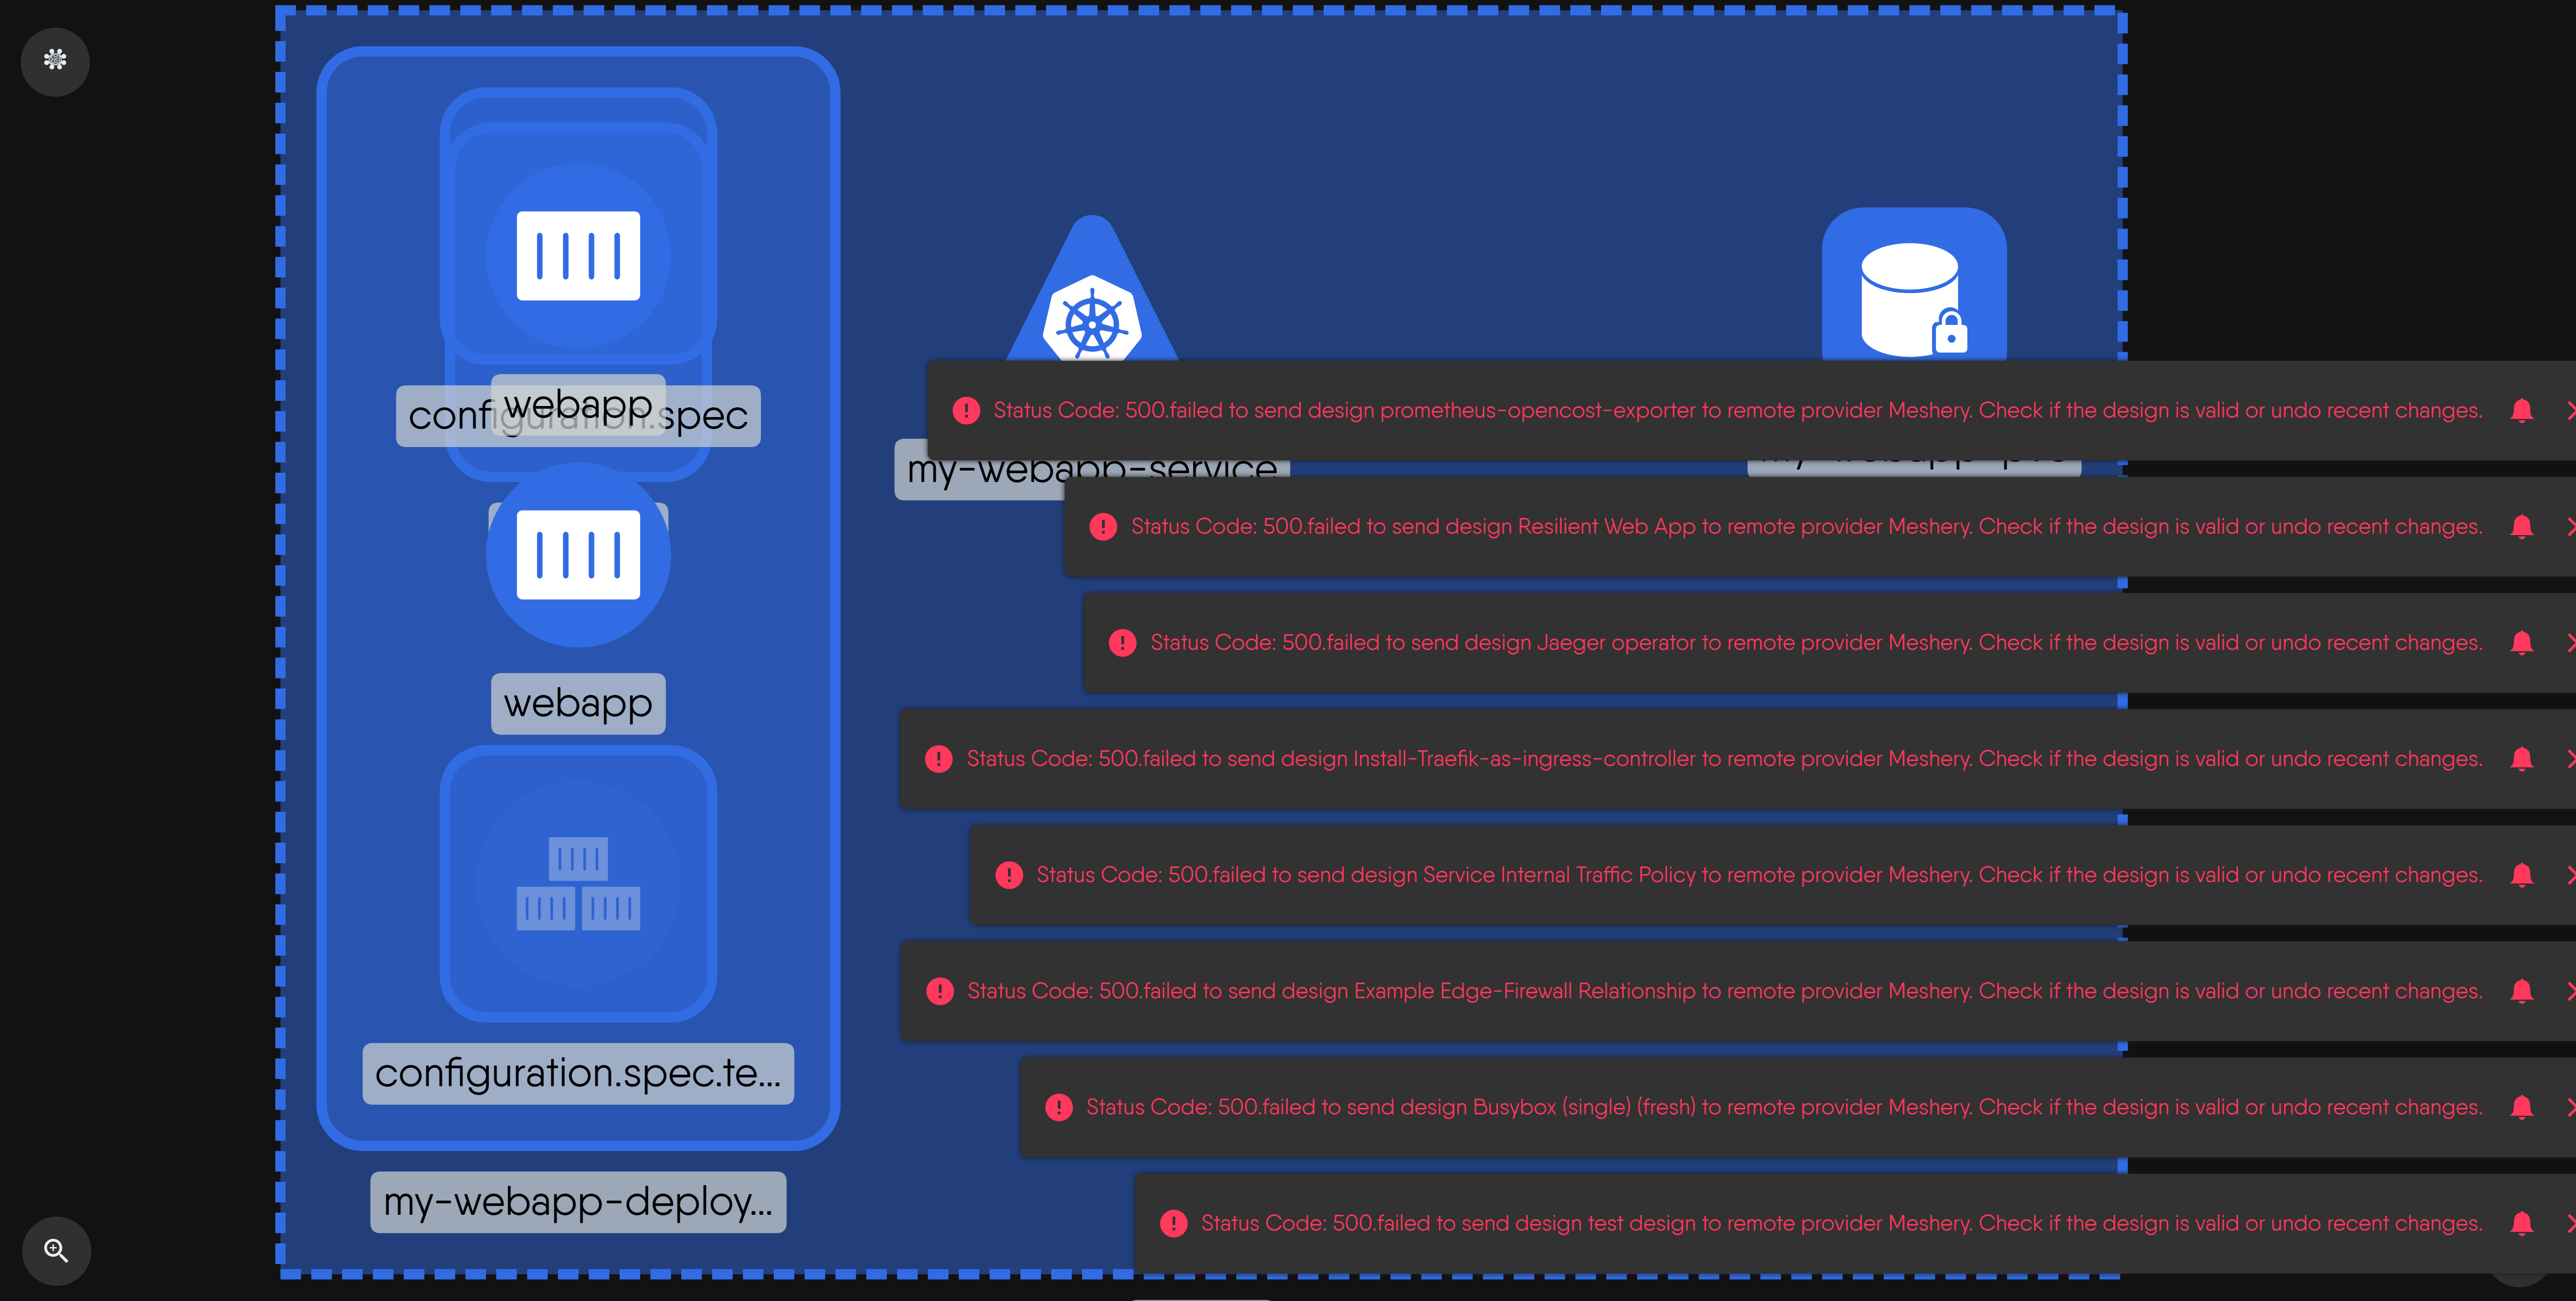 configuration.spec
webapp
webapp
configuration.spec.te...
my-webapp-deploy...
my-webapp-service
Status Code: 500.failed to send design prometheus-opencost-exporter to remote provider Meshery. Check if the design is valid or undo recent changes.
Status Code: 500.failed to send design Resilient Web App to remote provider Meshery. Check if the design is valid or undo recent changes.
Status Code: 500.failed to send design Jaeger operator to remote provider Meshery. Check if the design is valid or undo recent changes.
Status Code: 500.failed to send design Install-Traefik-as-ingress-controller to remote provider Meshery. Check if the design is valid or undo recent changes.
Status Code: 500.failed to send design Service Internal Traffic Policy to remote provider Meshery. Check if the design is valid or undo recent changes.
Status Code: 500.failed to send design Example Edge-Firewall Relationship to remote provider Meshery. Check if the design is valid or undo recent changes.
Status Code: 500.failed to send design Busybox (single) (fresh) to remote provider Meshery. Check if the design is valid or undo recent changes.
Status Code: 500.failed to send design test design to remote provider Meshery. Check if the design is valid or undo recent changes.